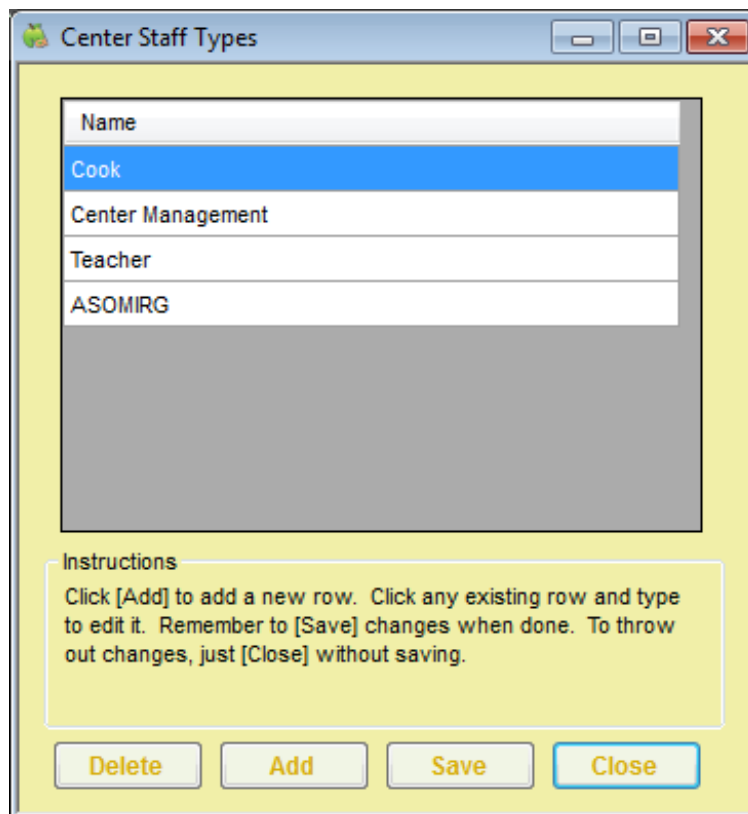 Center Staff Types
Name
Cook
Center Management
Teacher
ASOMIRG
Instructions
Click [Add] to add a new row.  Click any existing row and type
to edit it.  Remember to [Save] changes when done.  To throw
out changes, just [Close] without saving.
Delete Add Save Close